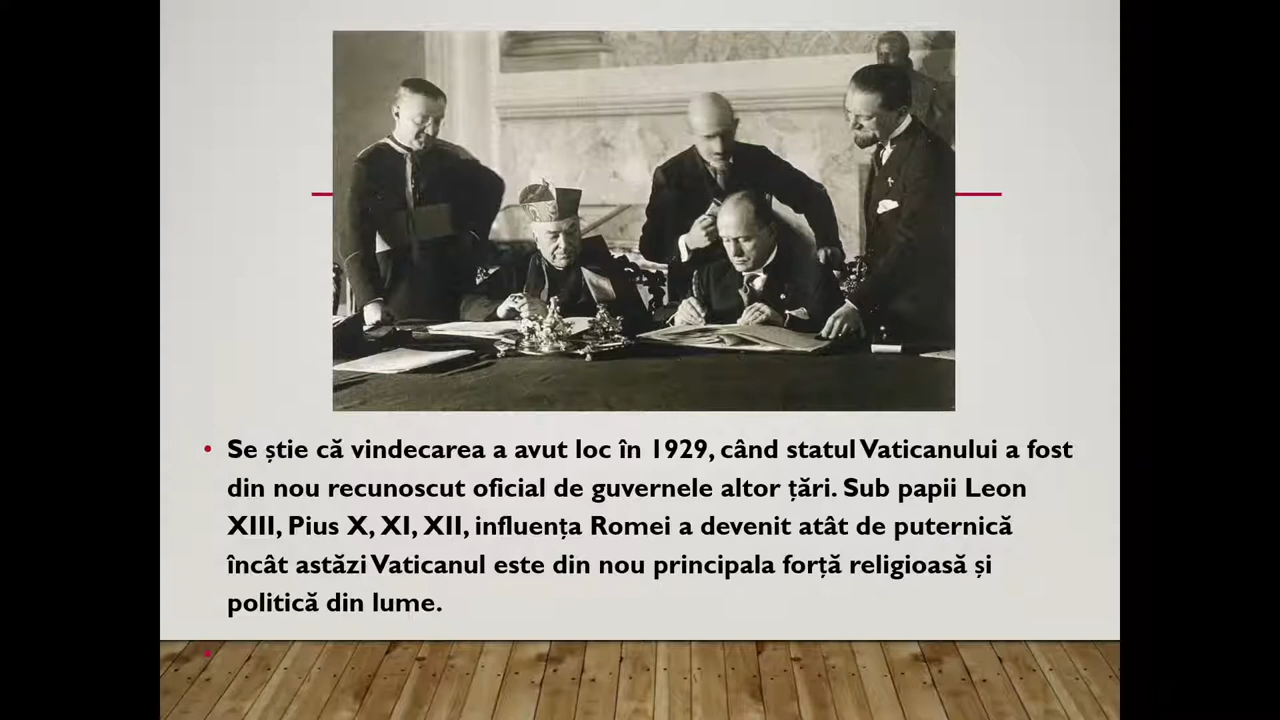 Se știe că vindecarea a avut loc în 1929, când statul Vaticanului a fost
din nou recunoscut oficial de guvernele altor țări. Sub papii Leon
XIII, Pius X, XI, XII, influența Romei a devenit atât de puternică
încât astăzi Vaticanul este din nou principala forță religioasă și
politică din lume.